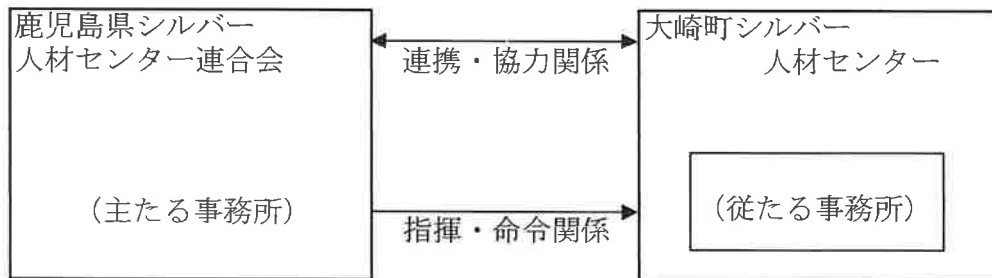 鹿児島県シルバー
人材センター連合会
連携・協力関係
大崎町シルバー
人材センター
（主たる事務所）
指揮・命令関係
（従たる事務所）